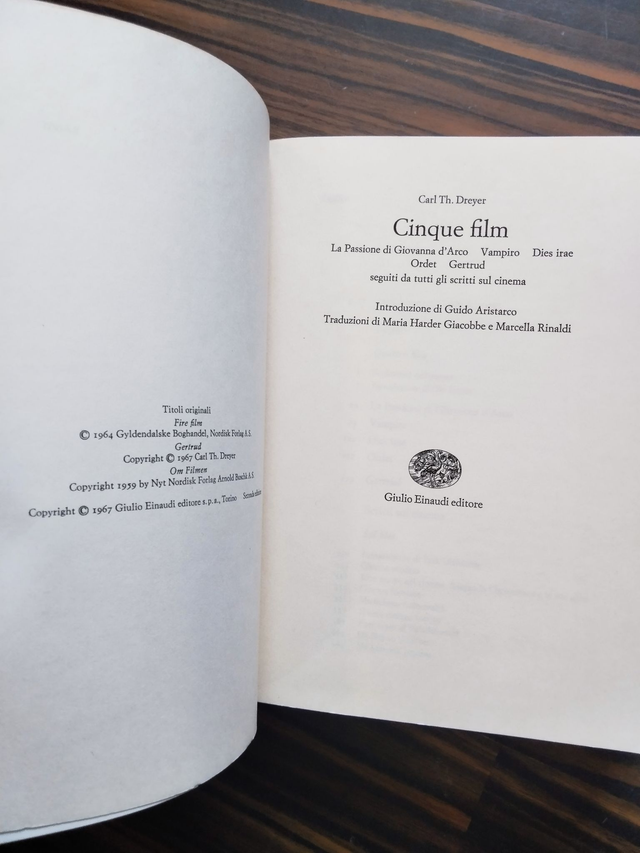 Titoli originali
Fire film
© 1964 Gyldendalske Boghandel, Nordisk Forlag A.S.
Gertrud
Copyright © 1967 Carl Th. Dreyer
Om Filmen
Copyright 1959 by Nyt Nordisk Forlag Arnold Busck A.S.
Copyright © 1967 Giulio Einaudi editore s.p.a., Torino
Carl Th. Dreyer
Cinque film
La Passione di Giovanna d'Arco Vampiro Dies irae
Ordet Gertrud
seguiti da tutti gli scritti sul cinema
Introduzione di Guido Aristarco
Traduzioni di Maria Harder Giacobbe e Marcella Rinaldi
Giulio Einaudi editore